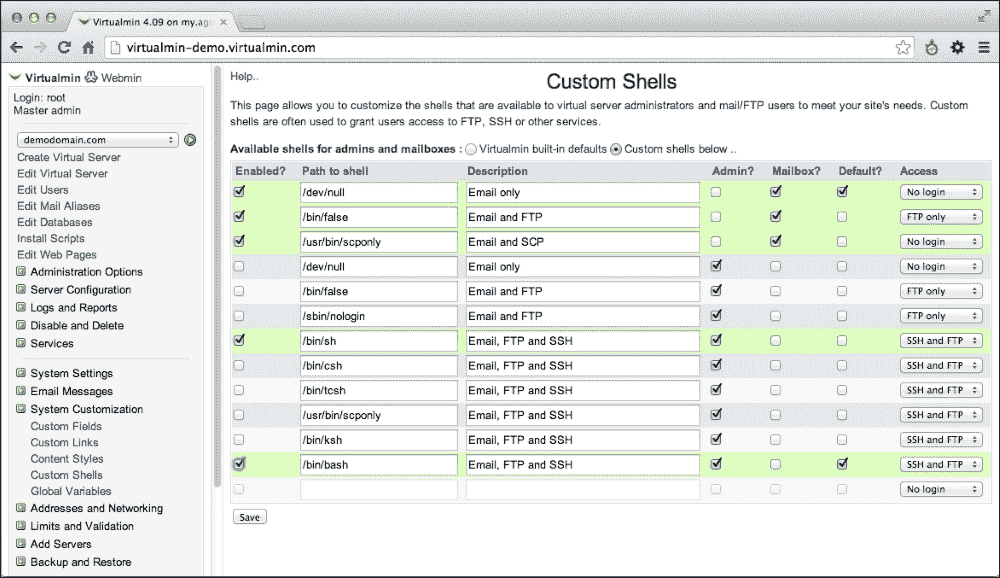 Virtualmin 4.09 on my.ag
virtualmin-demo.virtualmin.com
Virtualmin Webmin
Login: root
Master admin
demodomain.com
Create Virtual Server
Edit Virtual Server
Edit Users
Edit Mail Aliases
Edit Databases
Install Scripts
Edit Web Pages
Administration Options
Server Configuration
Logs and Reports
Disable and Delete
Services
System Settings
Email Messages
System Customization
Custom Fields
Custom Links
Content Styles
Custom Shells
Global Variables
Addresses and Networking
Limits and Validation
Add Servers
Backup and Restore
Help..
Custom Shells
This page allows you to customize the shells that are available to virtual server administrators and mail/FTP users to meet your site's needs. Custom
shells are often used to grant users access to FTP, SSH or other services.
Available shells for admins and mailboxes : Virtualmin built-in defaults Custom shells below ..
Enabled? Path to shell Description Admin? Mailbox? Default? Access
/dev/null Email only No login
/bin/false Email and FTP FTP only
/usr/bin/scponly Email and SCP No login
/dev/null Email only No login
/bin/false Email and FTP FTP only
/sbin/nologin Email and FTP FTP only
/bin/sh Email, FTP and SSH SSH and FTP
/bin/csh Email, FTP and SSH SSH and FTP
/bin/tcsh Email, FTP and SSH SSH and FTP
/usr/bin/scponly Email, FTP and SSH SSH and FTP
/bin/ksh Email, FTP and SSH SSH and FTP
/bin/bash Email, FTP and SSH SSH and FTP
No login
Save